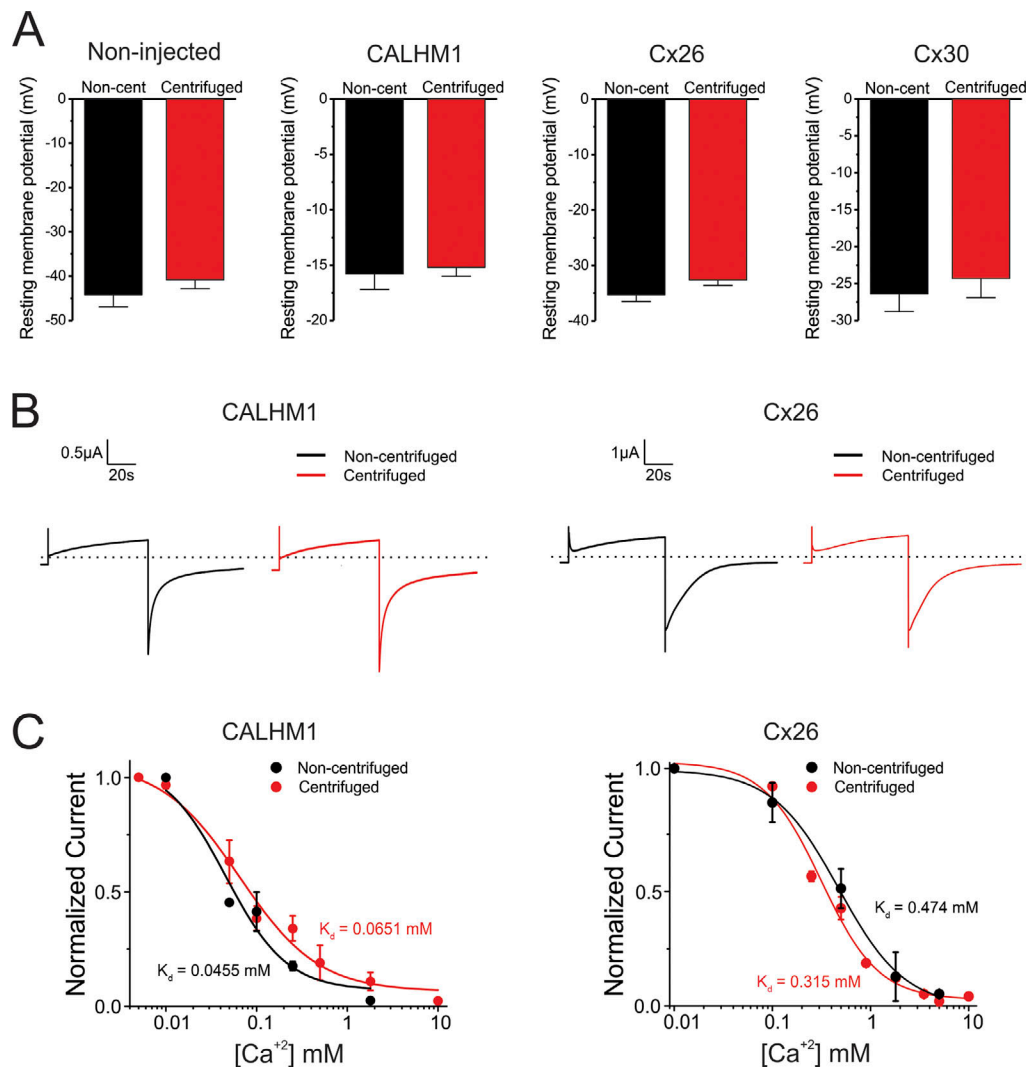 A
Non-injected
CALHM1
Cx26
Cx30
Non-cent Centrifuged
Non-cent Centrifuged
Non-cent Centrifuged
Non-cent Centrifuged
Resting membrane potential (mV)
0
-10
-20
-30
-40
-50
Resting membrane potential (mV)
0
-5
-10
-15
-20
Resting membrane potential (mV)
0
-10
-20
-30
-40
Resting membrane potential (mV)
0
-5
-10
-15
-20
-25
-30
B
CALHM1
0.5µA
20s
Non-centrifuged
Centrifuged
Cx26
1µA
20s
Non-centrifuged
Centrifuged
C
CALHM1
Non-centrifuged
Centrifuged
Normalized Current
1.0
0.5
0.0
Kd = 0.0651 mM
Kd = 0.0455 mM
0.01 0.1 1 10
[Ca+2] mM
Cx26
Non-centrifuged
Centrifuged
Normalized Current
1.0
0.5
0.0
Kd = 0.474 mM
Kd = 0.315 mM
0.01 0.1 1 10
[Ca+2] mM